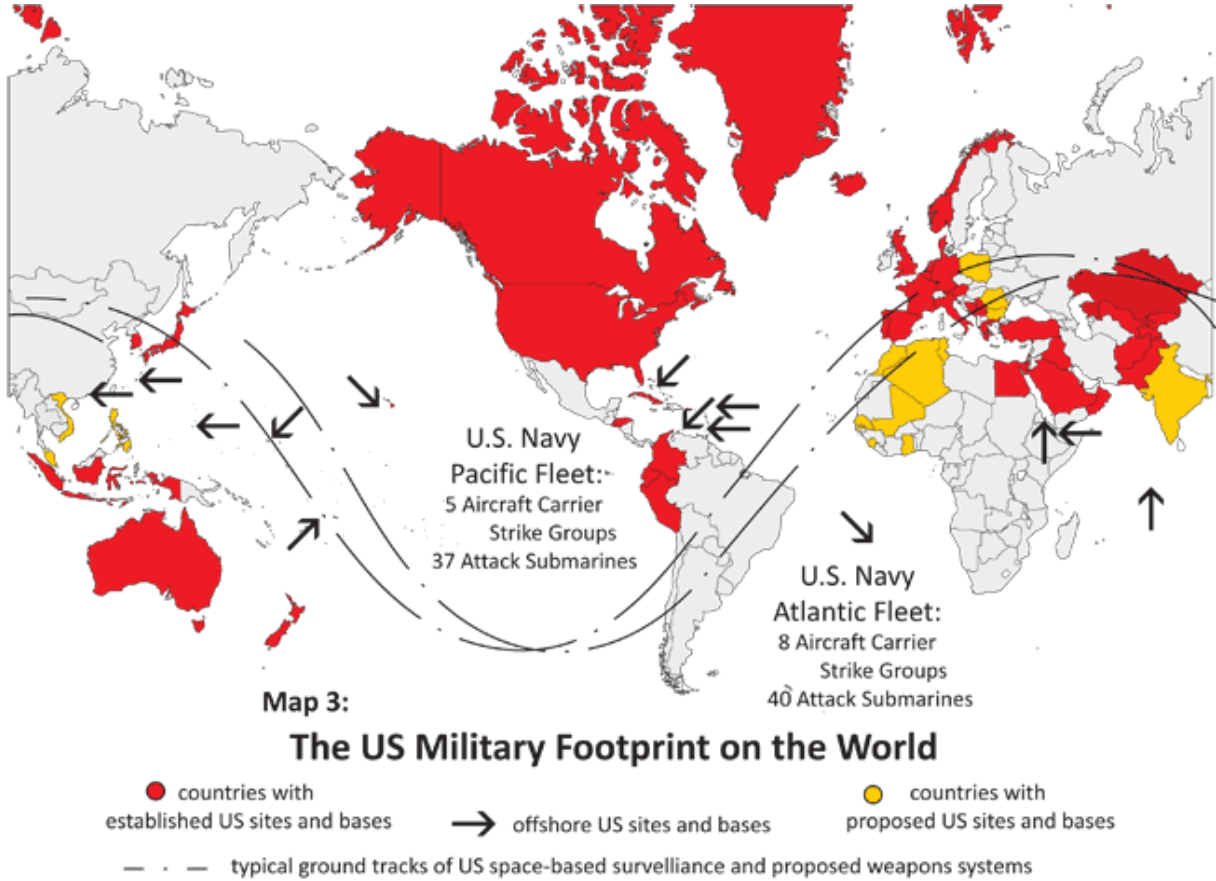 U.S. Navy
Pacific Fleet:
5 Aircraft Carrier
Strike Groups
37 Attack Submarines
U.S. Navy
Atlantic Fleet:
8 Aircraft Carrier
Strike Groups
40 Attack Submarines
Map 3:
The US Military Footprint on the World
countries with
established US sites and bases
offshore US sites and bases
countries with
proposed US sites and bases
typical ground tracks of US space-based survelliance and proposed weapons systems